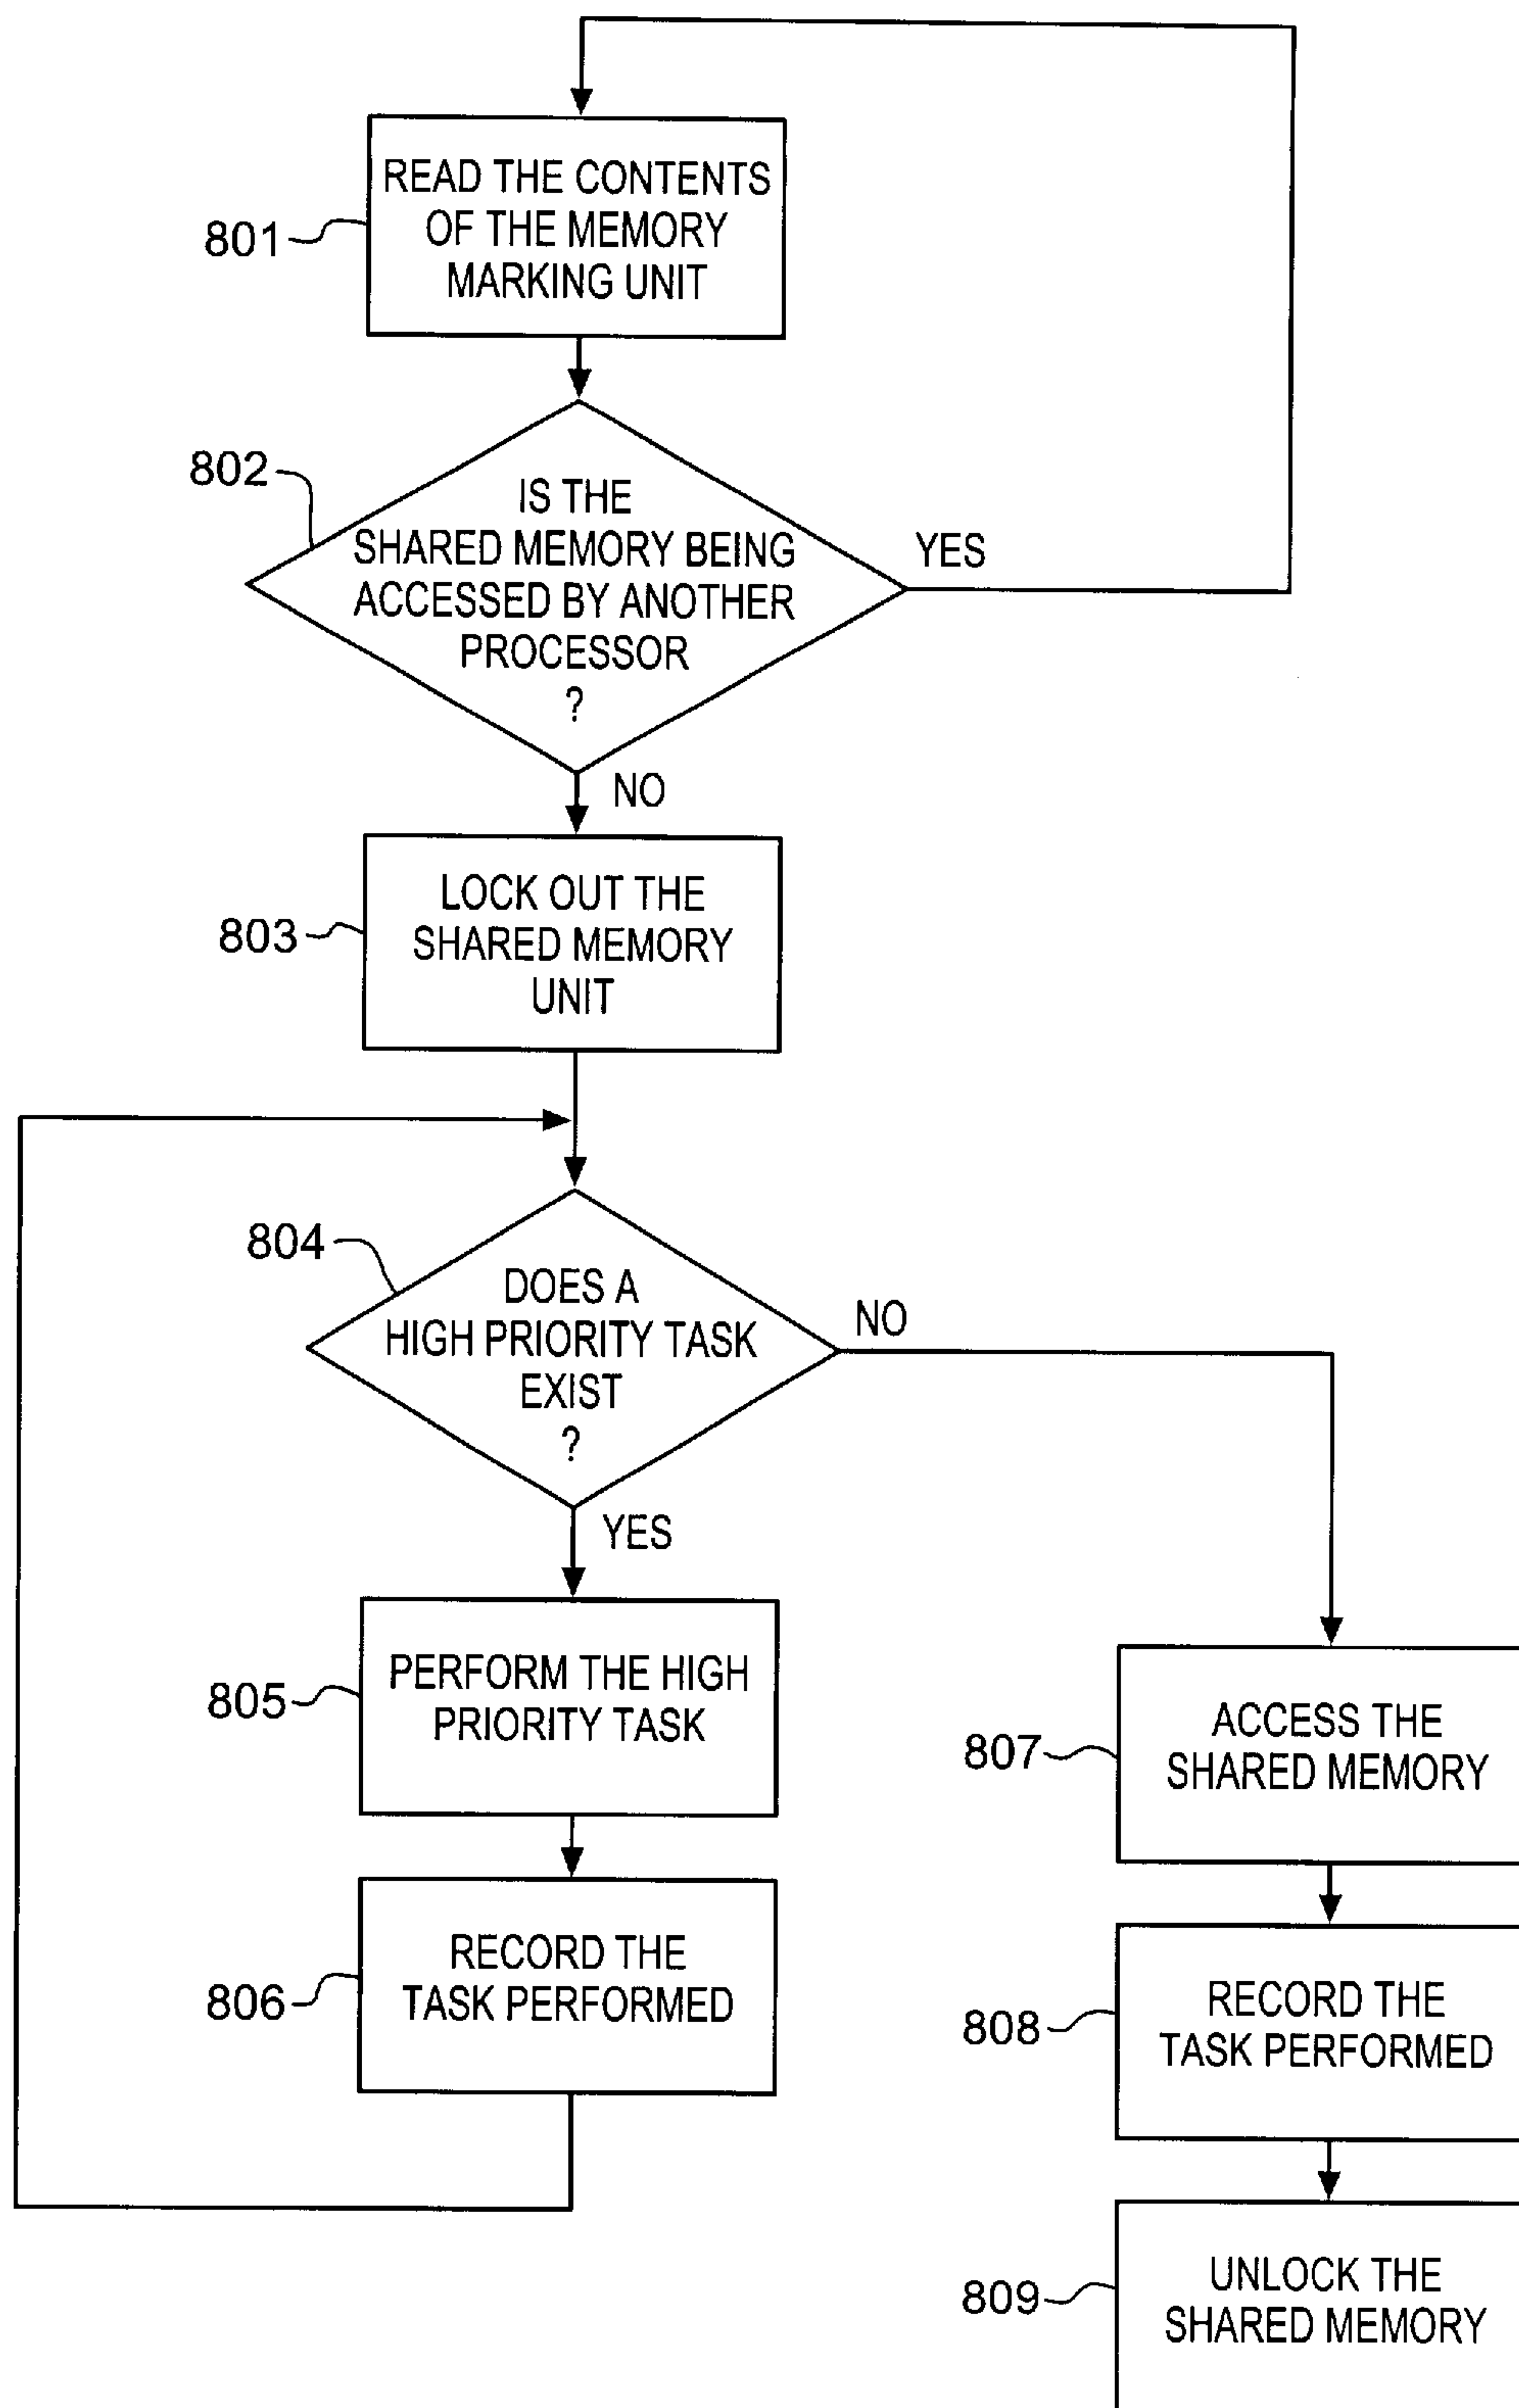 801
READ THE CONTENTS
OF THE MEMORY
MARKING UNIT
802
IS THE
SHARED MEMORY BEING
ACCESSED BY ANOTHER
PROCESSOR
?
YES
NO
803
LOCK OUT THE
SHARED MEMORY
UNIT
804
DOES A
HIGH PRIORITY TASK
EXIST
?
NO
YES
805
PERFORM THE HIGH
PRIORITY TASK
806
RECORD THE
TASK PERFORMED
807
ACCESS THE
SHARED MEMORY
808
RECORD THE
TASK PERFORMED
809
UNLOCK THE
SHARED MEMORY